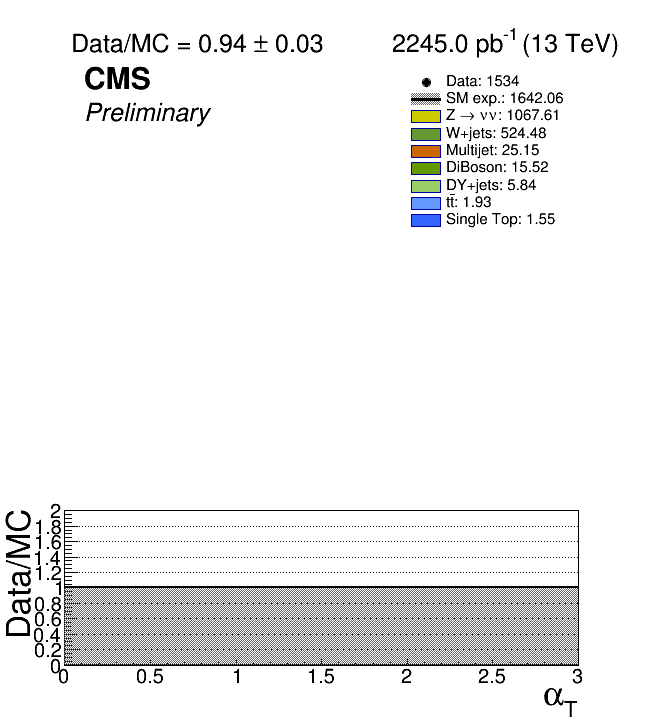 Data/MC = 0.94 ± 0.03
2245.0 pb⁻¹ (13 TeV)
CMS
Preliminary
Data: 1534
SM exp.: 1642.06
Z → νν: 1067.61
W+jets: 524.48
Multijet: 25.15
DiBoson: 15.52
DY+jets: 5.84
tt̄: 1.93
Single Top: 1.55
Data/MC
2
1.8
1.6
1.4
1.2
1
0.8
0.6
0.4
0.2
0
0 0.5 1 1.5 2 2.5 3
α_T